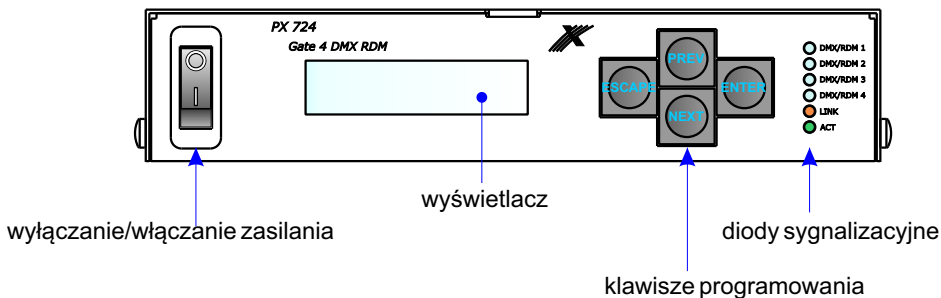 PX 724
Gate 4 DMX RDM
PREV
ESCAPE
ENTER
NEXT
DMX/RDM 1
DMX/RDM 2
DMX/RDM 3
DMX/RDM 4
LINK
ACT
wyświetlacz
wyłączanie/włączanie zasilania
diody sygnalizacyjne
klawisze programowania